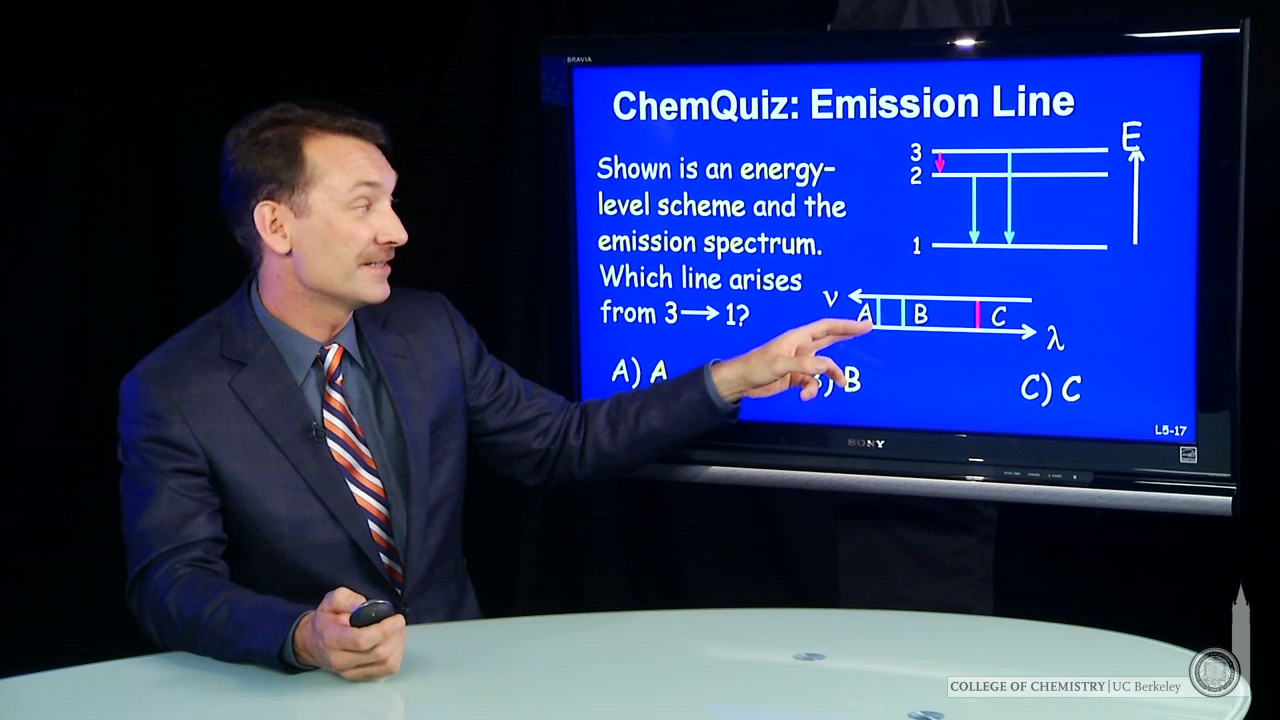 BRAVIA
ChemQuiz: Emission Line
Shown is an energy-
level scheme and the
emission spectrum.
Which line arises
from 3→1?
E
3
2
1
ν
A B C
λ
A) A
) B
C) C
L5-17
SONY
COLLEGE OF CHEMISTRY | UC Berkeley